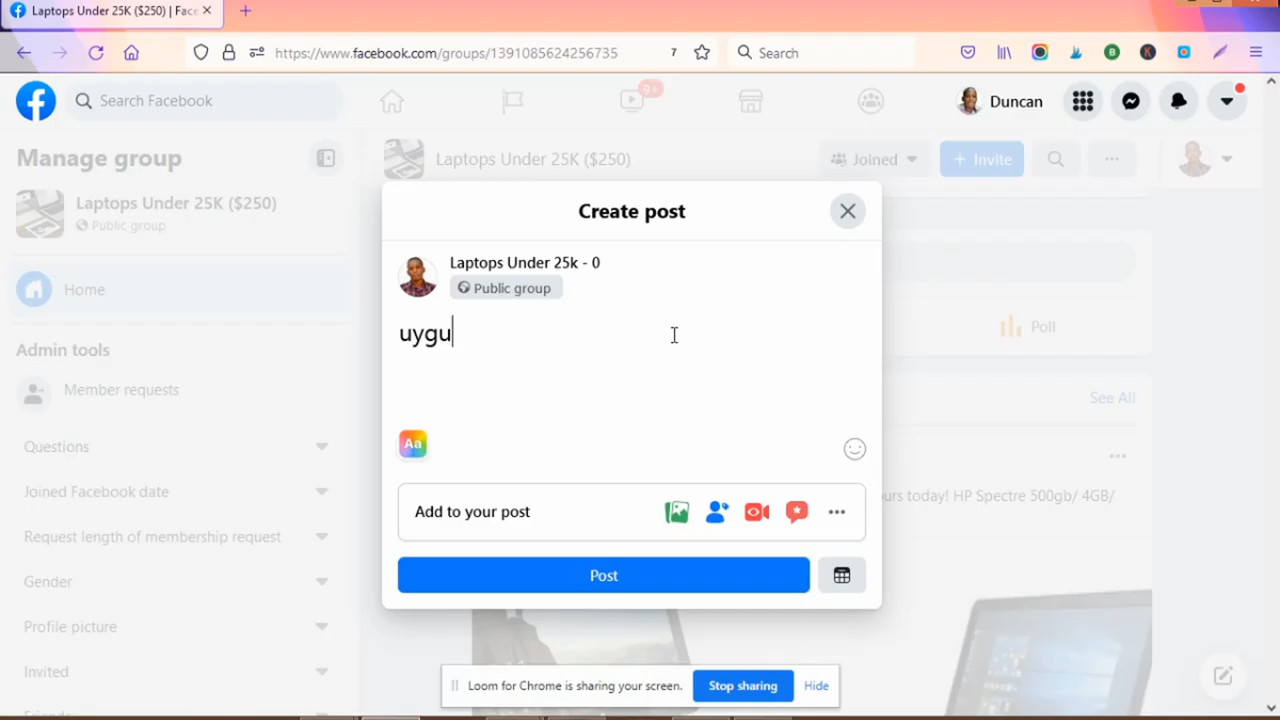 Laptops Under 25K ($250) | Face
https://www.facebook.com/groups/1391085624256735
Search
Search Facebook
9+
Duncan
Manage group
Laptops Under 25K ($250)
Joined
+ Invite
Laptops Under 25K ($250)
Public group
Create post
Laptops Under 25k - 0
Public group
Home
uygu
Poll
Admin tools
Member requests
See All
Questions
Aa
Joined Facebook date
ours today! HP Spectre 500gb/ 4GB/
Add to your post
Request length of membership request
Post
Gender
Profile picture
Invited
Loom for Chrome is sharing your screen.
Stop sharing
Hide